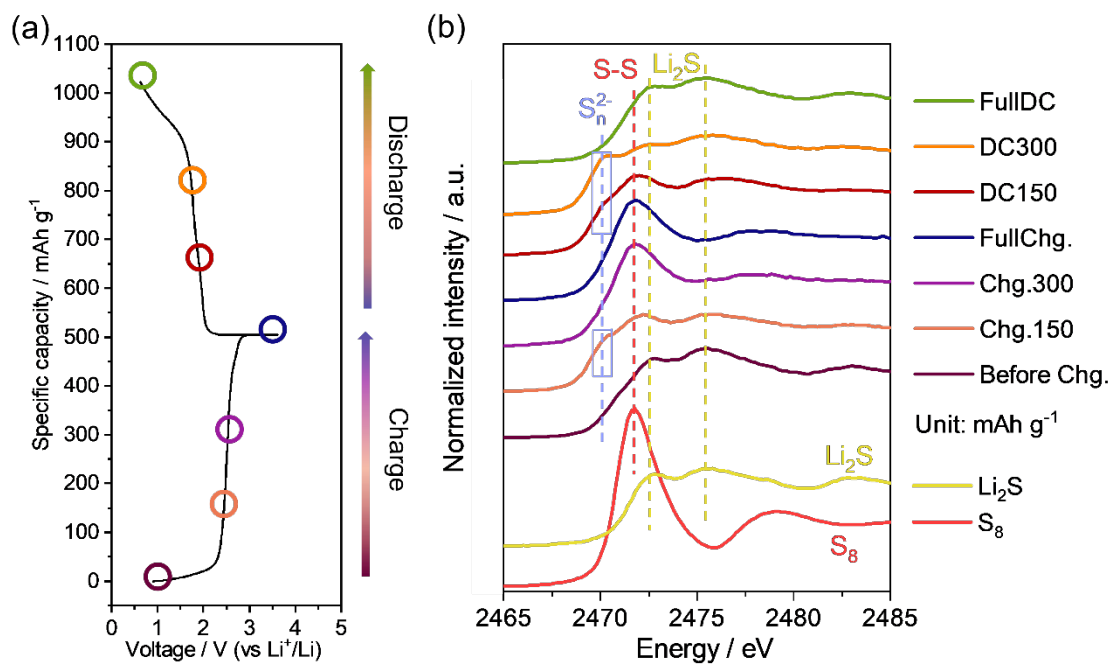 (a)
1100
1000
900
800
700
600
500
400
300
200
100
0
Specific capacity / mAh g⁻¹
0 1 2 3 4 5
Voltage / V (vs Li⁺/Li)
Discharge
Charge
(b)
S-S
Li₂S
Sₙ²⁻
Li₂S
S₈
Normalized intensity / a.u.
2465 2470 2475 2480 2485
Energy / eV
FullDC
DC300
DC150
FullChg.
Chg.300
Chg.150
Before Chg.
Unit: mAh g⁻¹
Li₂S
S₈